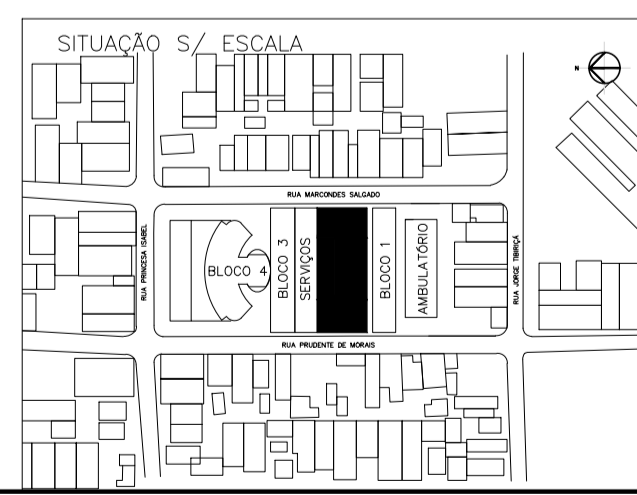 SITUAÇÃO S/ ESCALA
N
RUA MARCONDES SALGADO
RUA PRINCESA ISABEL
BLOCO 4
BLOCO 3
SERVIÇOS
BLOCO 1
AMBULATÓRIO
RUA JORGE TIBIRIÇÁ
RUA PRUDENTE DE MORAIS